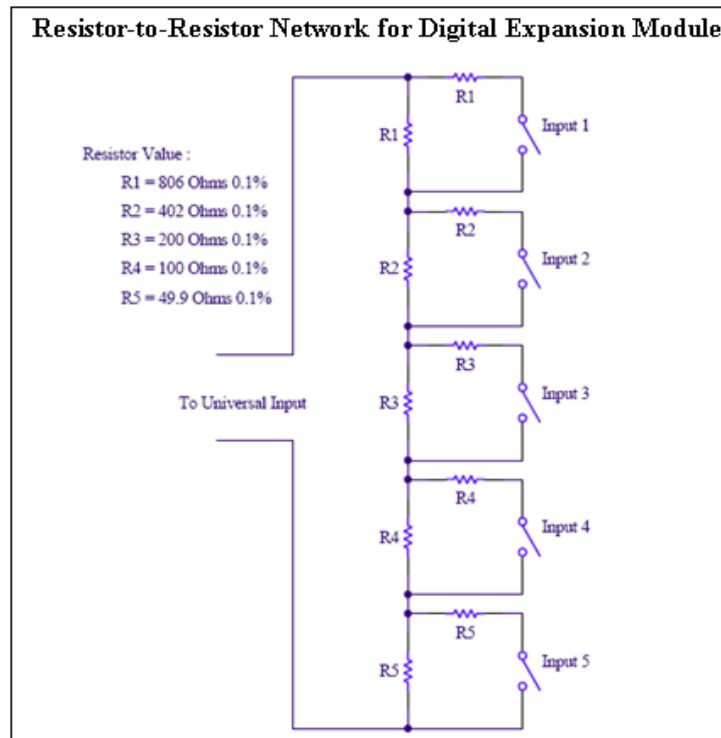 Resistor-to-Resistor Network for Digital Expansion Module
R1
R1
Input 1
Resistor Value :
R1 = 806 Ohms 0.1%
R2 = 402 Ohms 0.1%
R3 = 200 Ohms 0.1%
R4 = 100 Ohms 0.1%
R5 = 49.9 Ohms 0.1%
R2
R2
Input 2
R3
To Universal Input
R3
Input 3
R4
R4
Input 4
R5
R5
Input 5